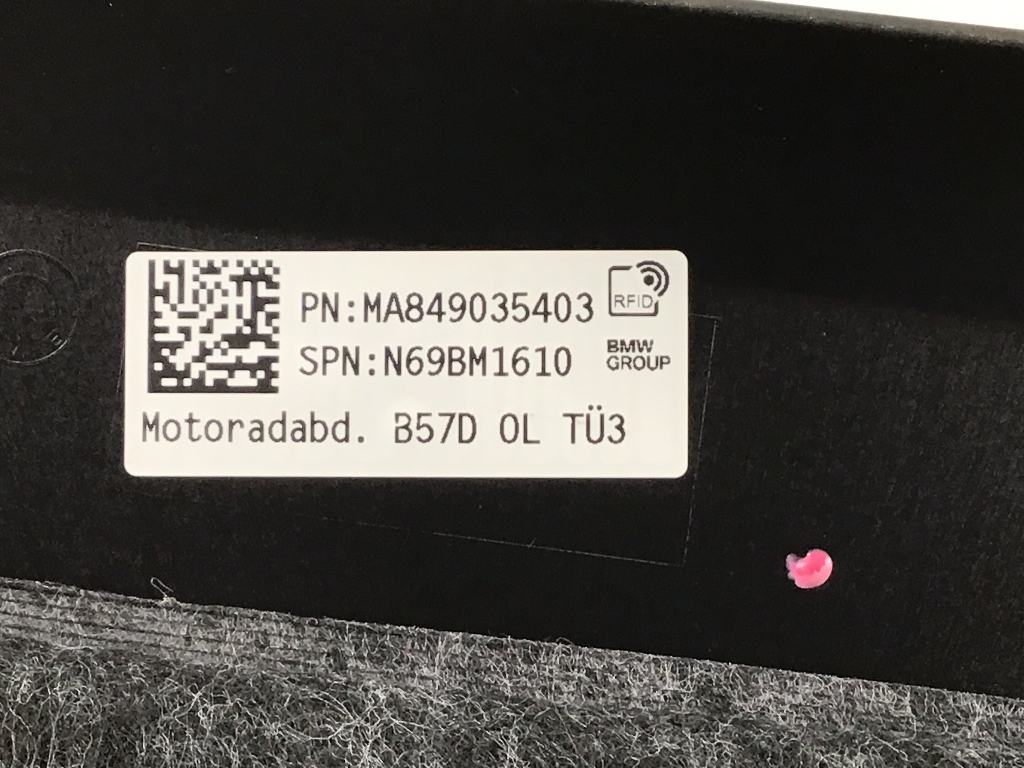 PN:MA849035403
RFID
SPN:N69BM1610
BMW
GROUP
Motoradabd. B57D OL TÜ3